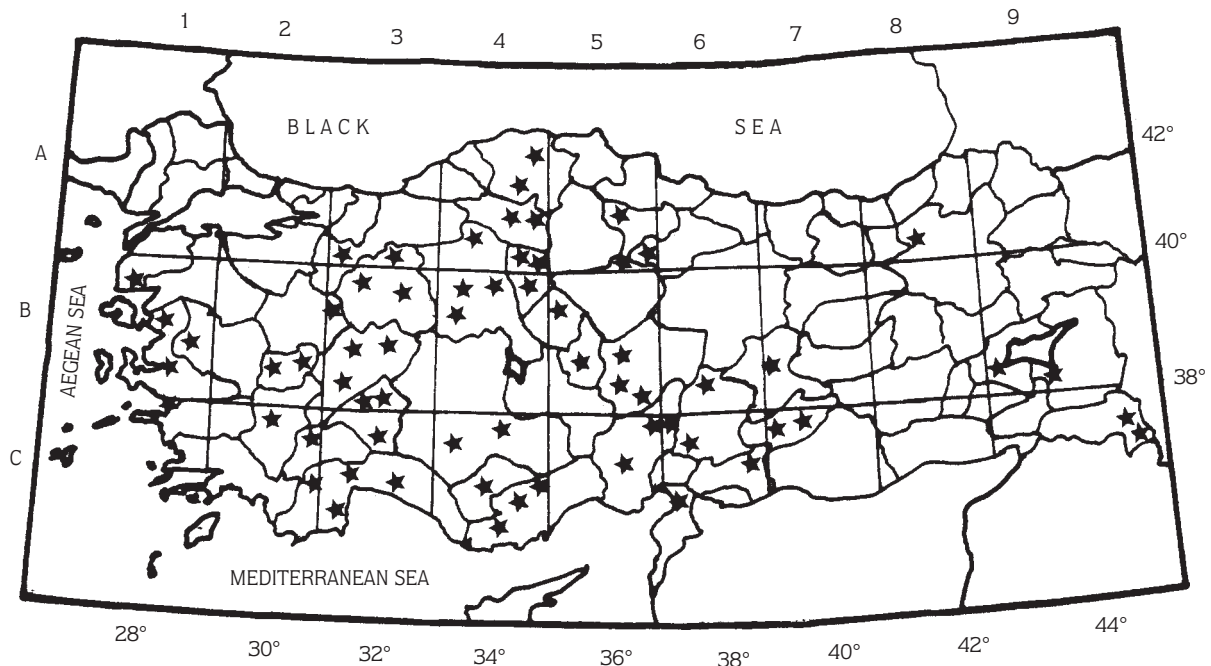 1 2 3 4 5 6 7 8 9
BLACK SEA
42°
A
40°
B
AEGEAN SEA
38°
C
MEDITERRANEAN SEA
28° 30° 32° 34° 36° 38° 40° 42° 44°